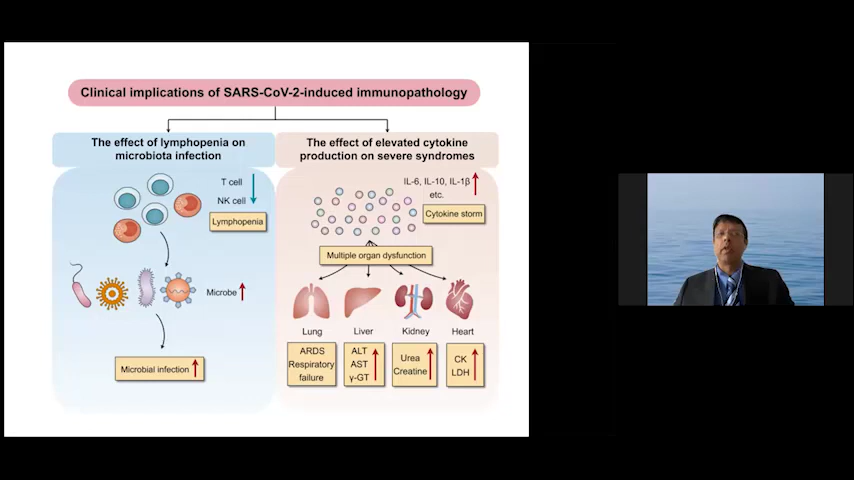 Clinical implications of SARS-CoV-2-induced immunopathology
The effect of lymphopenia on
microbiota infection
T cell
NK cell
Lymphopenia
Microbe
Microbial infection
The effect of elevated cytokine
production on severe syndromes
IL-6, IL-10, IL-1β
etc.
Cytokine storm
Multiple organ dysfunction
Lung
Liver
Kidney
Heart
ARDS
Respiratory
failure
ALT
AST
γ-GT
Urea
Creatine
CK
LDH